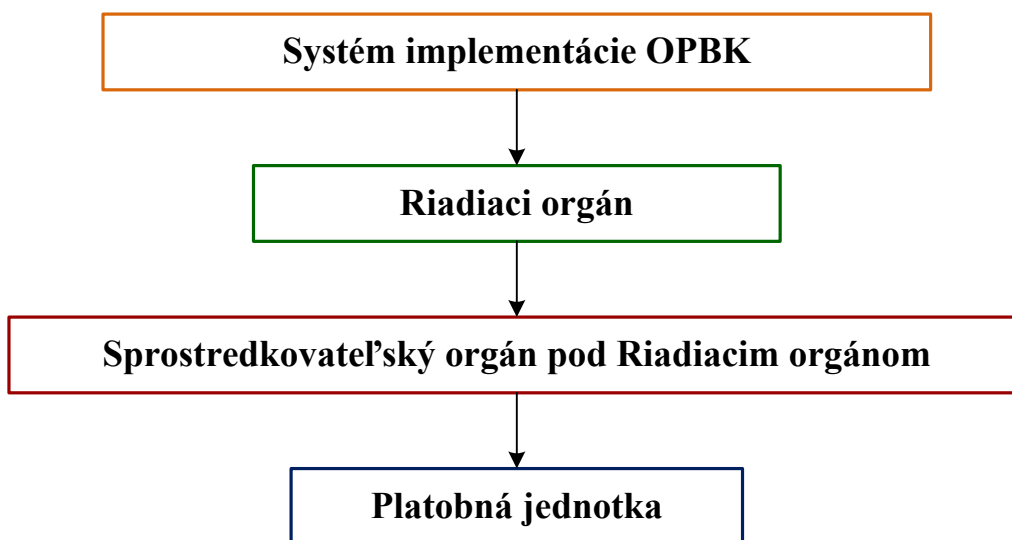 Systém implementácie OPBK
Riadiaci orgán
Sprostredkovateľský orgán pod Riadiacim orgánom
Platobná jednotka